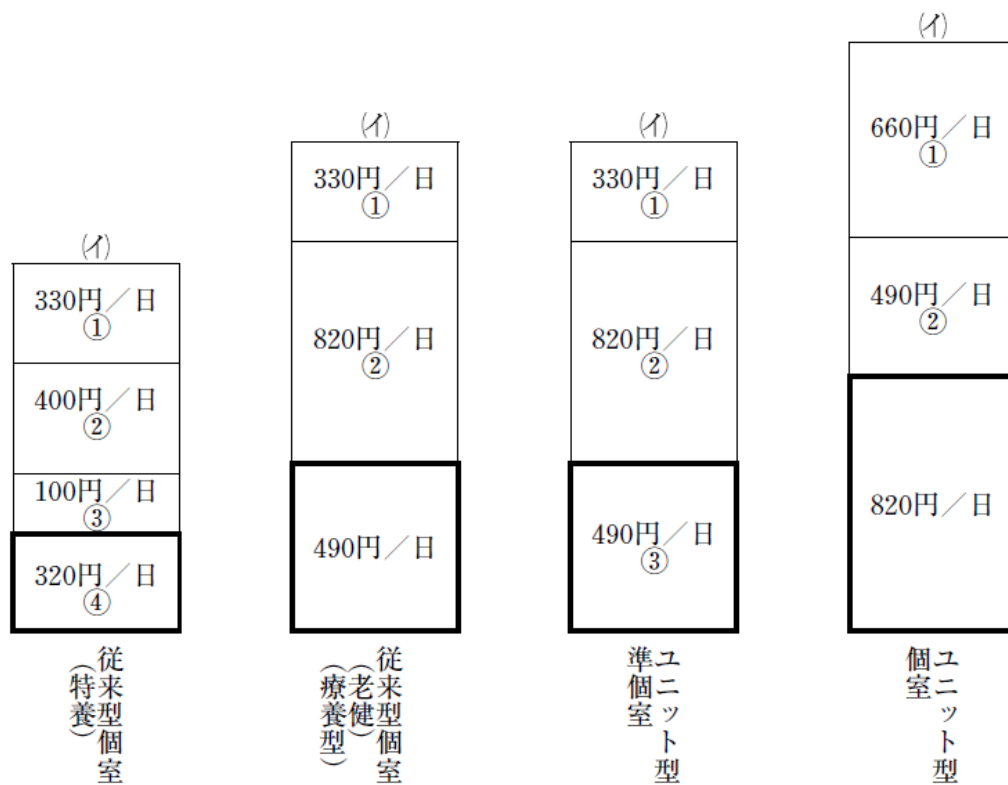 (イ)
330円／日
①
400円／日
②
100円／日
③
320円／日
④
従来型個室
(特養)
(イ)
330円／日
①
820円／日
②
490円／日
従来型個室
(老健)
(療養型)
(イ)
330円／日
①
820円／日
②
490円／日
③
ユニット型
準個室
(イ)
660円／日
①
490円／日
②
820円／日
ユニット型
個室